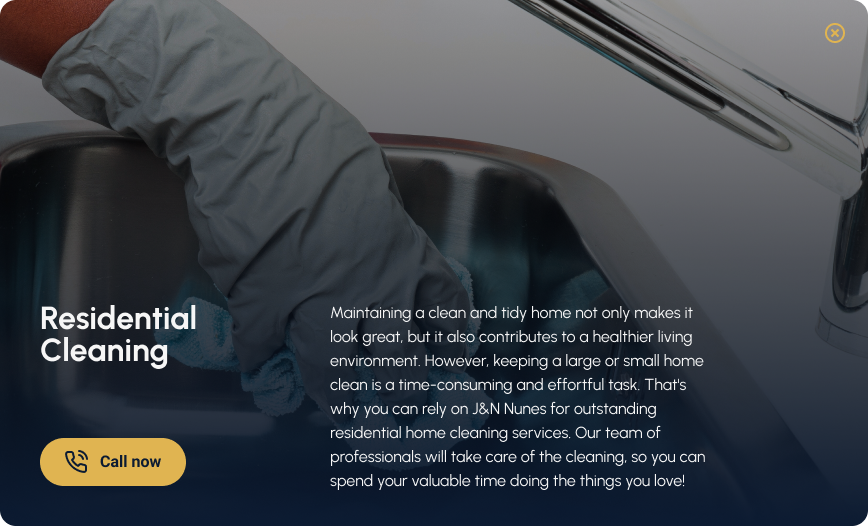 Residential
Cleaning
Call now
Maintaining a clean and tidy home not only makes it
look great, but it also contributes to a healthier living
environment. However, keeping a large or small home
clean is a time-consuming and effortful task. That's
why you can rely on J&N Nunes for outstanding
residential home cleaning services. Our team of
professionals will take care of the cleaning, so you can
spend your valuable time doing the things you love!